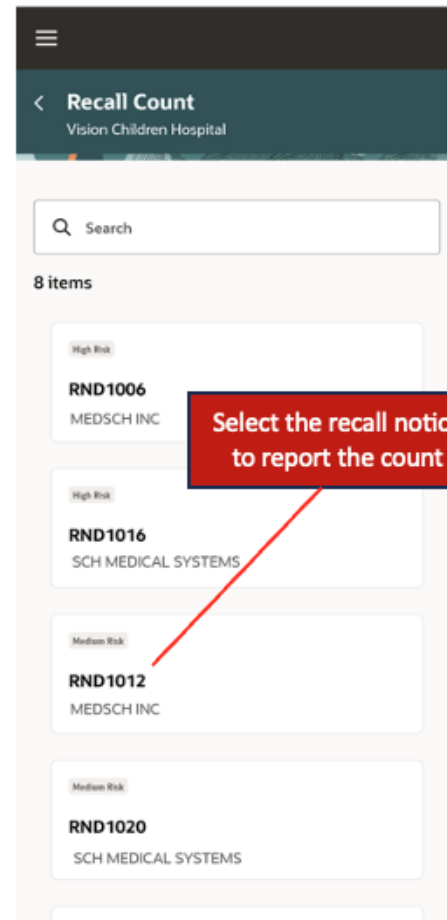 Recall Count
Vision Children Hospital
Search
8 items
High Risk
RND1006
MEDSCH INC
Select the recall notic
to report the count
High Risk
RND1016
SCH MEDICAL SYSTEMS
Medium Risk
RND1012
MEDSCH INC
Medium Risk
RND1020
SCH MEDICAL SYSTEMS